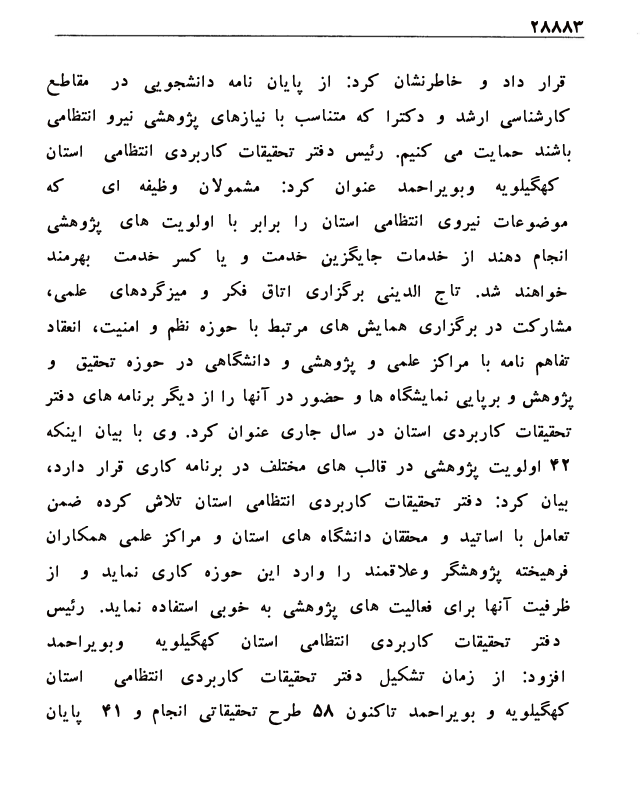 ۲۸۸۸۳
قرار داد و خاطرنشان کرد: از پایان نامه دانشجویی در مقاطع
کارشناسی ارشد و دکترا که متناسب با نیازهای پژوهشی نیرو انتظامی
باشند حمایت می کنیم. رئیس دفتر تحقیقات کاربردی انتظامی استان
کهگیلویه وبویراحمد عنوان کرد: مشمولان وظیفه ای که
موضوعات نیروی انتظامی استان را برابر با اولویت های پژوهشی
انجام دهند از خدمات جایگزین خدمت و یا کسر خدمت بهرمند
خواهند شد. تاج الدینی برگزاری اتاق فکر و میزگردهای علمی،
مشارکت در برگزاری همایش های مرتبط با حوزه نظم و امنیت، انعقاد
تفاهم نامه با مراکز علمی و پژوهشی و دانشگاهی در حوزه تحقیق و
پژوهش و برپایی نمایشگاه ها و حضور در آنها را از دیگر برنامه های دفتر
تحقیقات کاربردی استان در سال جاری عنوان کرد. وی با بیان اینکه
۴۲ اولویت پژوهشی در قالب های مختلف در برنامه کاری قرار دارد،
بیان کرد: دفتر تحقیقات کاربردی انتظامی استان تلاش کرده ضمن
تعامل با اساتید و محققان دانشگاه های استان و مراکز علمی همکاران
فرهیخته پژوهشگر وعلاقمند را وارد این حوزه کاری نماید و از
ظرفیت آنها برای فعالیت های پژوهشی به خوبی استفاده نماید. رئیس
دفتر تحقیقات کاربردی انتظامی استان کهگیلویه وبویراحمد
افزود: از زمان تشکیل دفتر تحقیقات کاربردی انتظامی استان
کهگیلویه و بویراحمد تاکنون ۵۸ طرح تحقیقاتی انجام و ۴۱ پایان